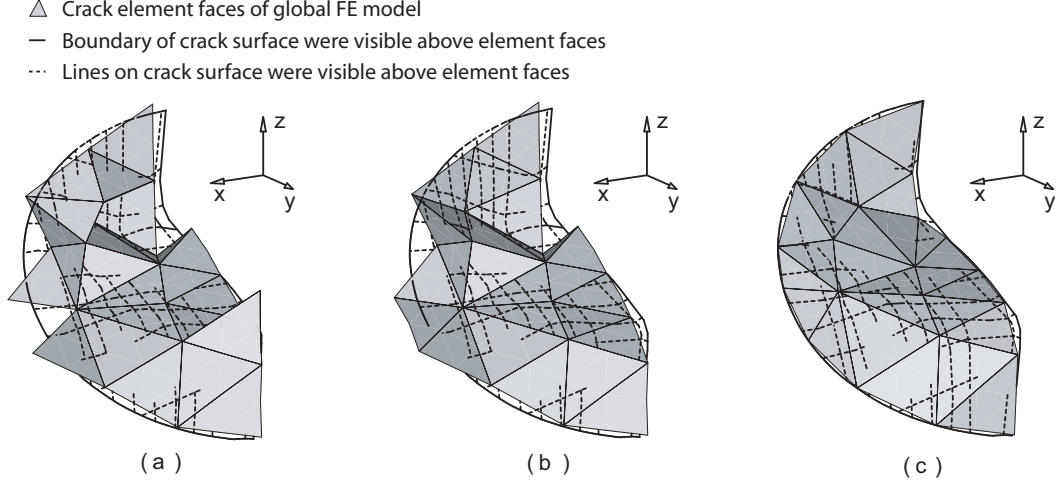 Crack element faces of global FE model
Boundary of crack surface were visible above element faces
Lines on crack surface were visible above element faces
z
x
y
z
x
y
z
x
y
(a)
(b)
(c)